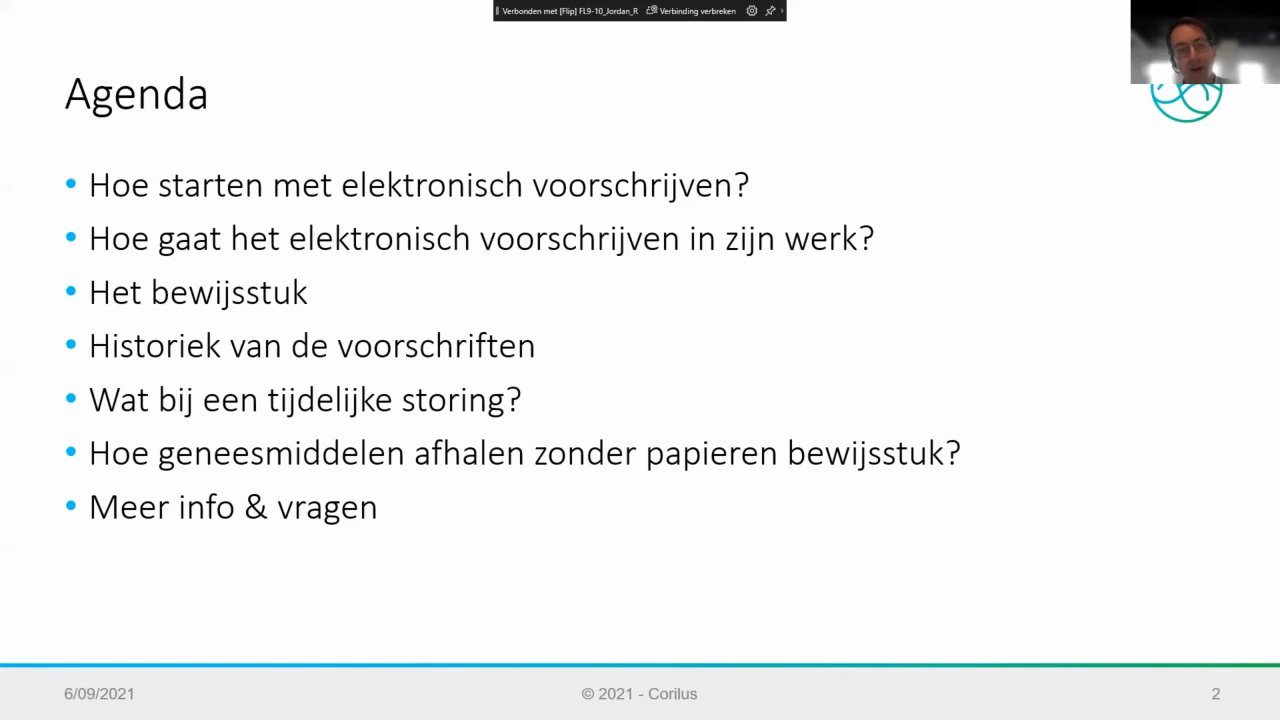 Verbonden met [Flip] FL9-10_Jordan_R Verbinding verbreken
Agenda
• Hoe starten met elektronisch voorschrijven?
• Hoe gaat het elektronisch voorschrijven in zijn werk?
• Het bewijsstuk
• Historiek van de voorschriften
• Wat bij een tijdelijke storing?
• Hoe geneesmiddelen afhalen zonder papieren bewijsstuk?
• Meer info & vragen
6/09/2021 © 2021 - Corilus 2